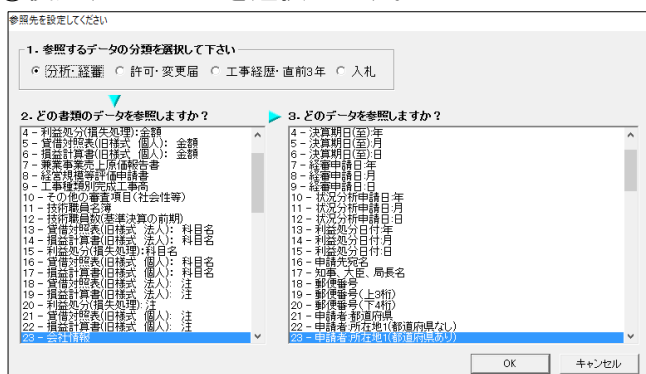 参照先を設定してください
1. 参照するデータの分類を選択して下さい
分析・経審 許可・変更届 工事経歴・直前3年 入札
2. どの書類のデータを参照しますか？
4 - 利益処分(損失処理):金額
5 - 貸借対照表(旧様式 個人): 金額
6 - 損益計算書(旧様式 個人): 金額
7 - 兼業事業売上原価報告書
8 - 経営規模等評価申請書
9 - 工事種類別完成工事高
10 - その他の審査項目(社会性等)
11 - 技術職員名簿
12 - 技術職員数(基準決算の前期)
13 - 貸借対照表(旧様式 法人): 科目名
14 - 損益計算書(旧様式 法人): 科目名
15 - 利益処分(損失処理):科目名
16 - 貸借対照表(旧様式 個人): 科目名
17 - 損益計算書(旧様式 個人): 科目名
18 - 貸借対照表(旧様式 法人): 注
19 - 損益計算書(旧様式 法人): 注
20 - 利益処分(損失処理):注
21 - 貸借対照表(旧様式 個人): 注
22 - 損益計算書(旧様式 個人): 注
23 - 会社情報
3. どのデータを参照しますか？
4 - 決算期日(至):年
5 - 決算期日(至):月
6 - 決算期日(至):日
7 - 経審申請日:年
8 - 経審申請日:月
9 - 経審申請日:日
10 - 状況分析申請日:年
11 - 状況分析申請日:月
12 - 状況分析申請日:日
13 - 利益処分日付:年
14 - 利益処分日付:月
15 - 利益処分日付:日
16 - 申請先宛名
17 - 知事、大臣、局長名
18 - 郵便番号
19 - 郵便番号(上3桁)
20 - 郵便番号(下4桁)
21 - 申請者:都道府県
22 - 申請者:所在地1(都道府県なし)
23 - 申請者:所在地1(都道府県あり)
OK キャンセル